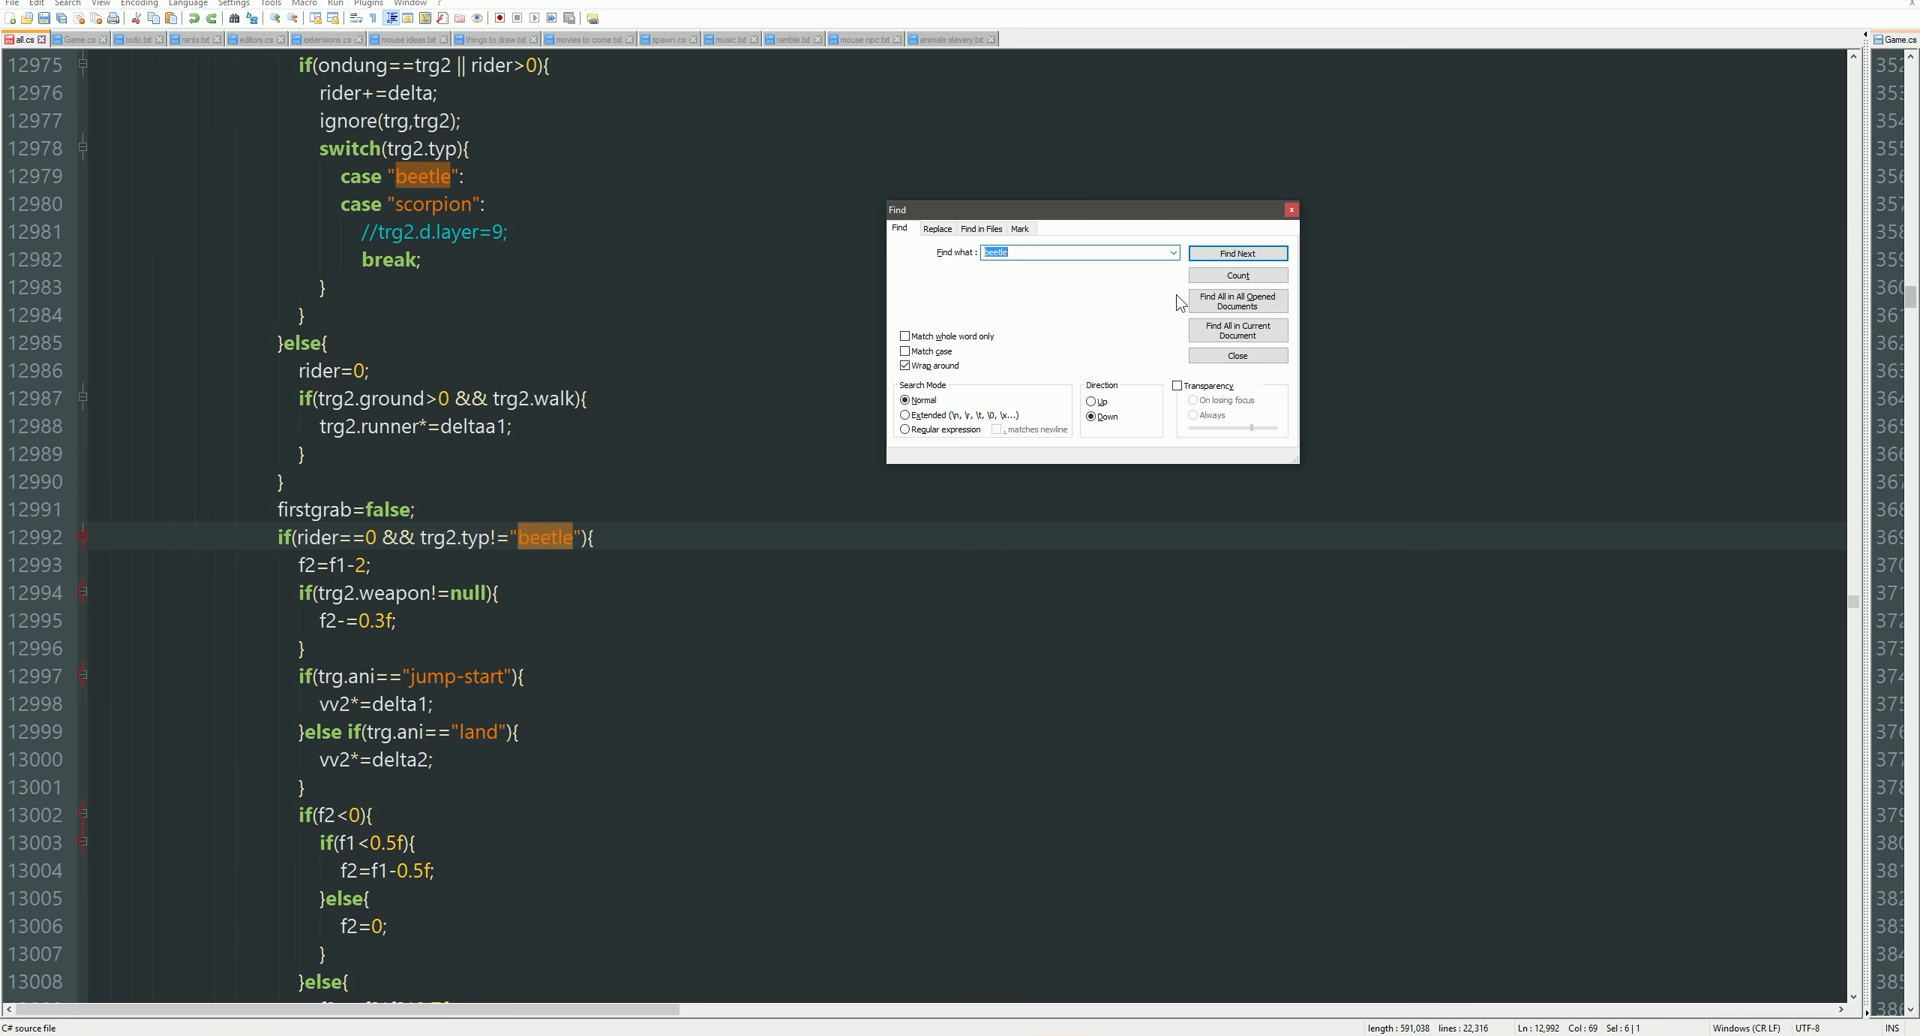 File Edit Search View Encoding Language Settings Tools Macro Run Plugins Window ? X
all.cs Game.cs todo.txt rants.txt editors.cs extensions.cs mouse ideas.txt things to draw.txt movies to come.txt spawn.cs music.txt ramble.txt mouse npc.txt animals slavery.txt Game.cs
12975 if(ondung==trg2 || rider>0){
12976 rider+=delta;
12977 ignore(trg,trg2);
12978 switch(trg2.typ){
12979 case "beetle":
12980 case "scorpion":
12981 //trg2.d.layer=9;
12982 break;
12983 }
12984 }
12985 }else{
12986 rider=0;
12987 if(trg2.ground>0 && trg2.walk){
12988 trg2.runner*=deltaa1;
12989 }
12990 }
12991 firstgrab=false;
12992 if(rider==0 && trg2.typ!="beetle"){
12993 f2=f1-2;
12994 if(trg2.weapon!=null){
12995 f2-=0.3f;
12996 }
12997 if(trg.ani=="jump-start"){
12998 vv2*=delta1;
12999 }else if(trg.ani=="land"){
13000 vv2*=delta2;
13001 }
13002 if(f2<0){
13003 if(f1<0.5f){
13004 f2=f1-0.5f;
13005 }else{
13006 f2=0;
13007 }
13008 }else{
Find x
Find Replace Find in Files Mark
Find what : beetle Find Next
Count
Find All in All Opened
Documents
Find All in Current
Document
Close
Match whole word only
Match case
Wrap around
Search Mode
Normal
Extended (\n, \r, \t, \0, \x...)
Regular expression . matches newline
Direction
Up
Down
Transparency
On losing focus
Always
C# source file length : 591,038 lines : 22,316 Ln : 12,992 Col : 69 Sel : 6 | 1 Windows (CR LF) UTF-8 INS